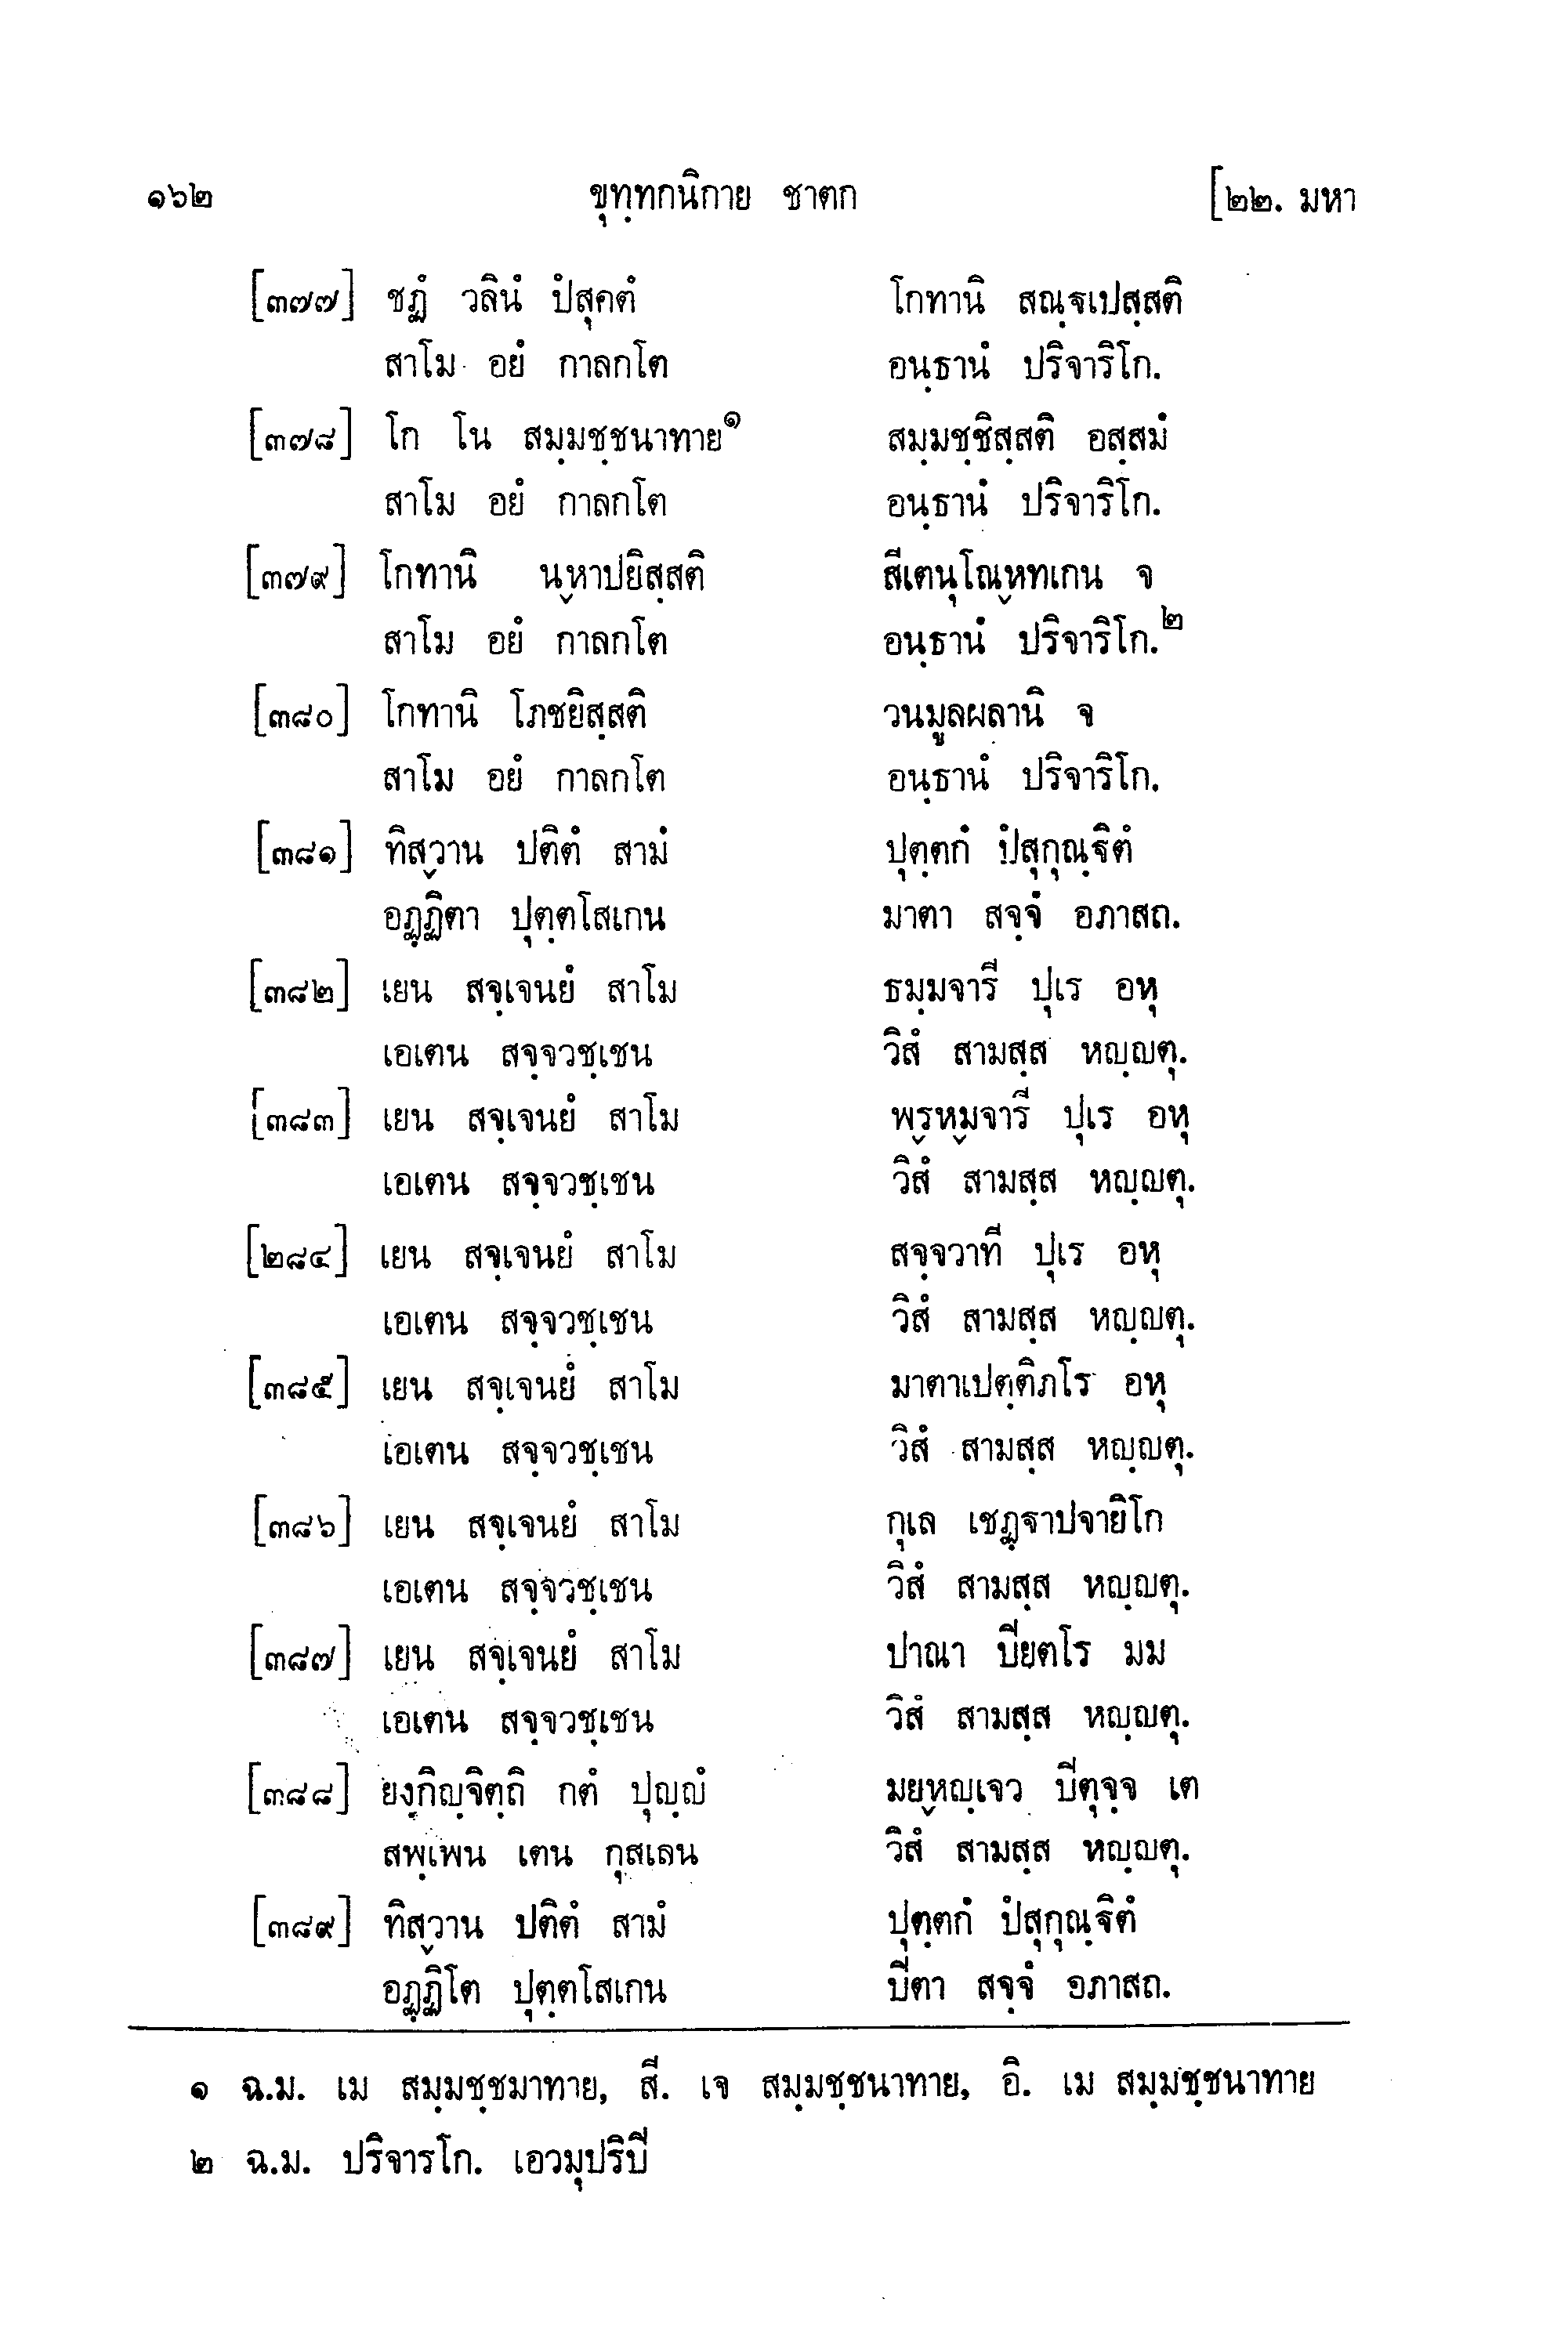 ๑๖๒ ขุทฺทกนิกาย ชาตก [๒๒. มหา
[๓๗๗] ชฏํ วลินํ ปํสุคตํ โกทานิ สณฺฐเปสฺสติ
สาโม อยํ กาลกโต อนฺธานํ ปริจาริโก.
[๓๗๘] โก โน สมฺมชฺชนาทาย๑ สมฺมชฺชิสฺสติ อสฺสมํ
สาโม อยํ กาลกโต อนฺธานํ ปริจาริโก.
[๓๗๙] โกทานิ นฺหาปยิสฺสติ สีเตนุโณฺหทเกน จ
สาโม อยํ กาลกโต อนฺธานํ ปริจาริโก.๒
[๓๘๐] โกทานิ โภชยิสฺสติ วนมูลผลานิ จ
สาโม อยํ กาลกโต อนฺธานํ ปริจาริโก.
[๓๘๑] ทิสฺวาน ปติตํ สามํ ปุตฺตกํ ปํสุกุณฺฐิตํ
อฏฺฏิตา ปุตฺตโสเกน มาตา สจฺจํ อภาสถ.
[๓๘๒] เยน สจฺเจนยํ สาโม ธมฺมจารี ปุเร อหุ
เอเตน สจฺจวชฺเชน วิสํ สามสฺส หญฺญตุ.
[๓๘๓] เยน สจฺเจนยํ สาโม พฺรหฺมจารี ปุเร อหุ
เอเตน สจฺจวชฺเชน วิสํ สามสฺส หญฺญตุ.
[๒๘๔] เยน สจฺเจนยํ สาโม สจฺจวาที ปุเร อหุ
เอเตน สจฺจวชฺเชน วิสํ สามสฺส หญฺญตุ.
[๓๘๕] เยน สจฺเจนยํ สาโม มาตาเปตฺติภโร อหุ
เอเตน สจฺจวชฺเชน วิสํ สามสฺส หญฺญตุ.
[๓๘๖] เยน สจฺเจนยํ สาโม กุเล เชฏฺฐาปจายิโก
เอเตน สจฺจวชฺเชน วิสํ สามสฺส หญฺญตุ.
[๓๘๗] เยน สจฺเจนยํ สาโม ปาณา ปิยตโร มม
เอเตน สจฺจวชฺเชน วิสํ สามสฺส หญฺญตุ.
[๓๘๘] ยงฺกิญฺจิตฺถิ กตํ ปุญฺญํ มยฺหญฺเจว ปิตุจฺจ เต
สพฺเพน เตน กุสเลน วิสํ สามสฺส หญฺญตุ.
[๓๘๙] ทิสฺวาน ปติตํ สามํ ปุตฺตกํ ปํสุกุณฺฐิตํ
อฏฺฏิโต ปุตฺตโสเกน ปิตา สจฺจํ อภาสถ.
๑ ฉ.ม. เม สมฺมชฺชมาทาย, สี. เจ สมฺมชฺชนาทาย, อิ. เม สมฺมชฺชนาทาย
๒ ฉ.ม. ปริจารโก. เอวมุปริปิ